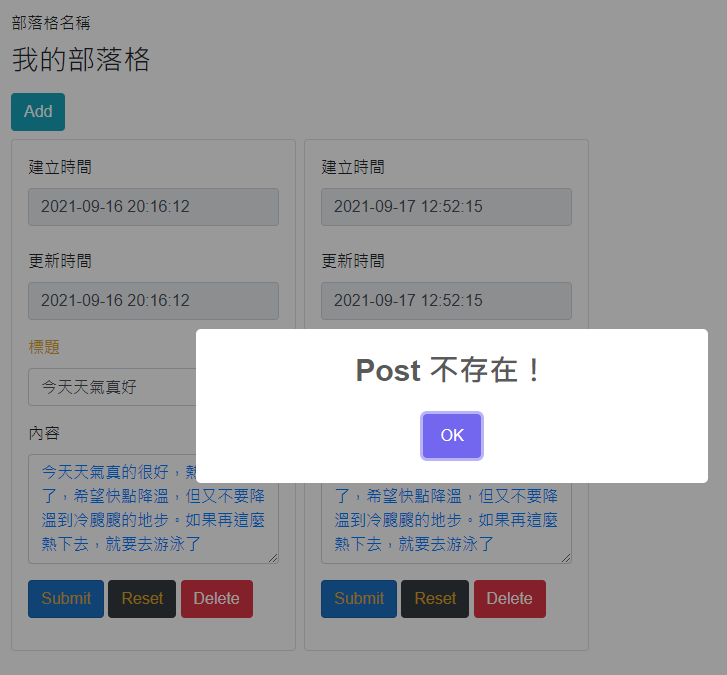 部落格名稱
我的部落格
Add
建立時間
2021-09-16 20:16:12
更新時間
2021-09-16 20:16:12
標題
今天天氣真好
內容
今天天氣真的很好，熱
了，希望快點降溫，但又不要降
溫到冷颼颼的地步。如果再這麼
熱下去，就要去游泳了
Submit
Reset
Delete
建立時間
2021-09-17 12:52:15
更新時間
2021-09-17 12:52:15
了，希望快點降溫，但又不要降
溫到冷颼颼的地步。如果再這麼
熱下去，就要去游泳了
Submit
Reset
Delete
Post 不存在！
OK